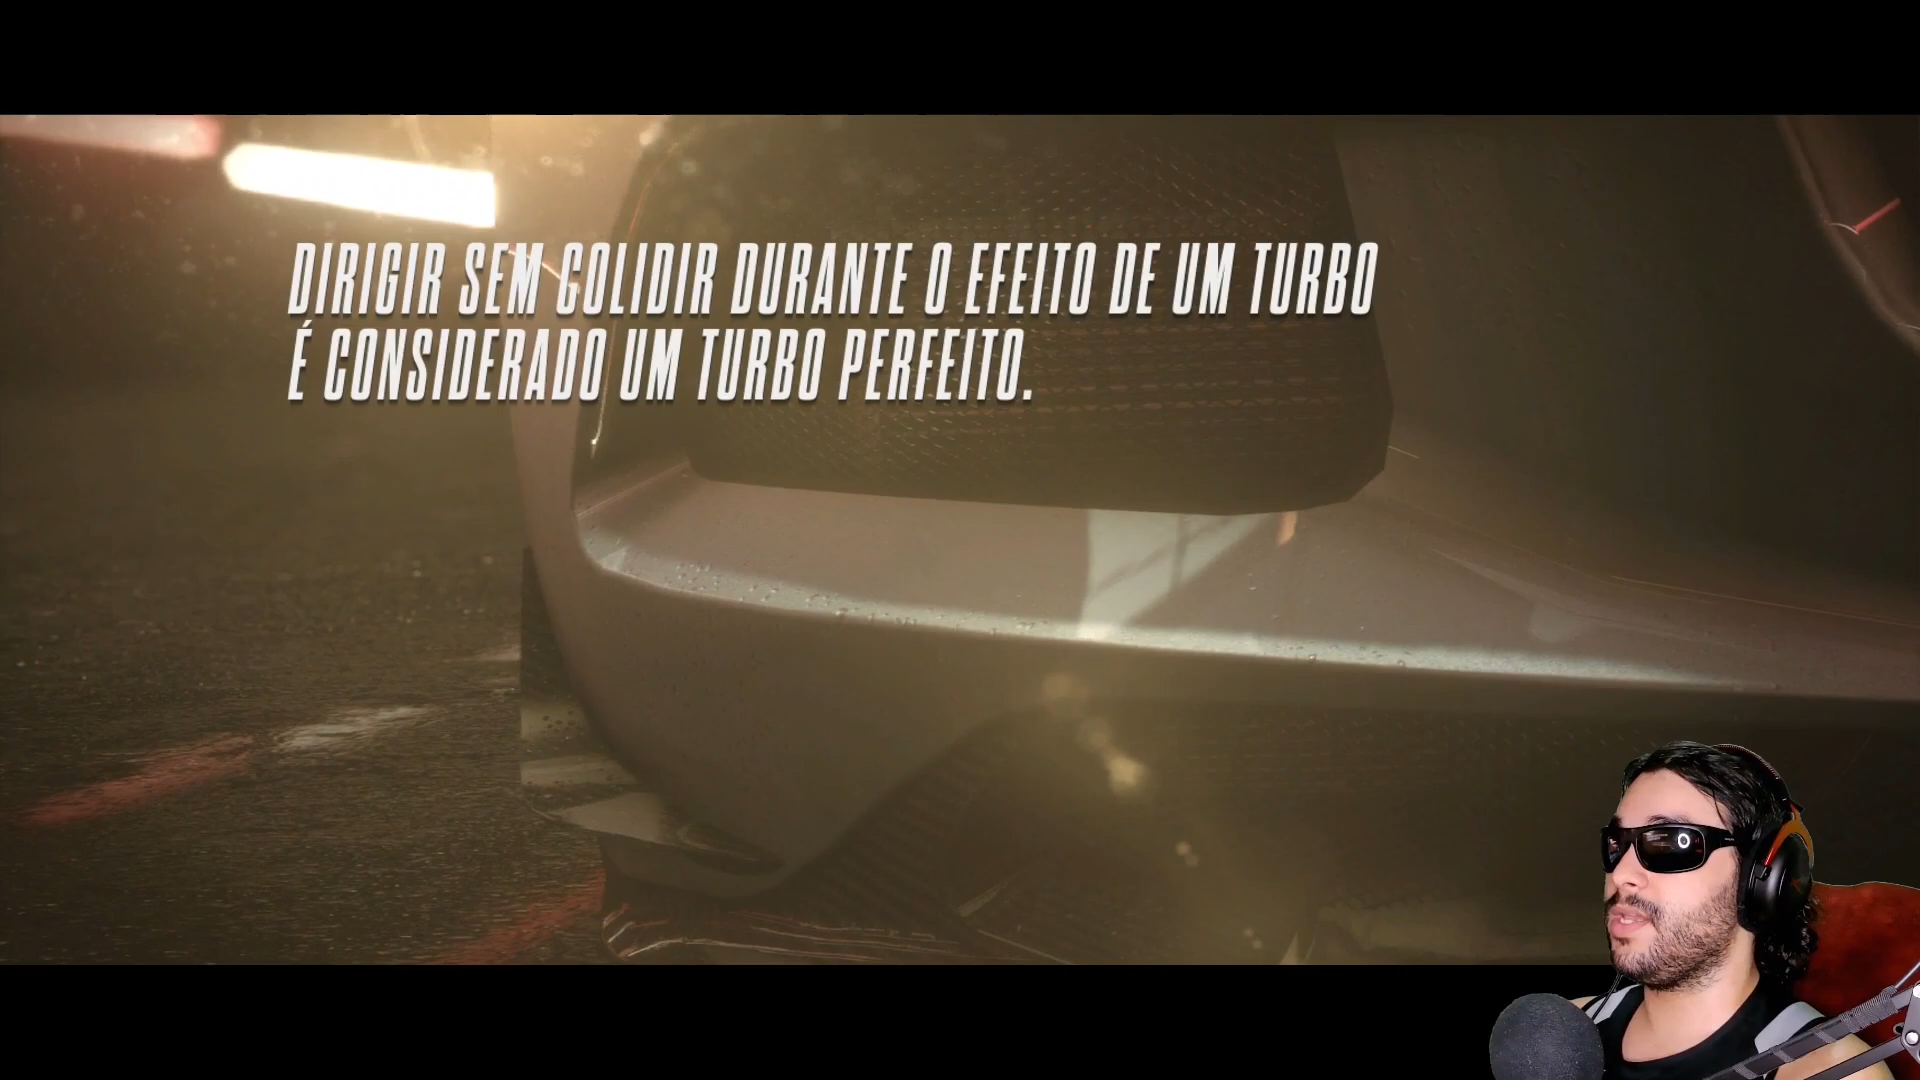 DIRIGIR SEM COLIDIR DURANTE O EFEITO DE UM TURBO
É CONSIDERADO UM TURBO PERFEITO.